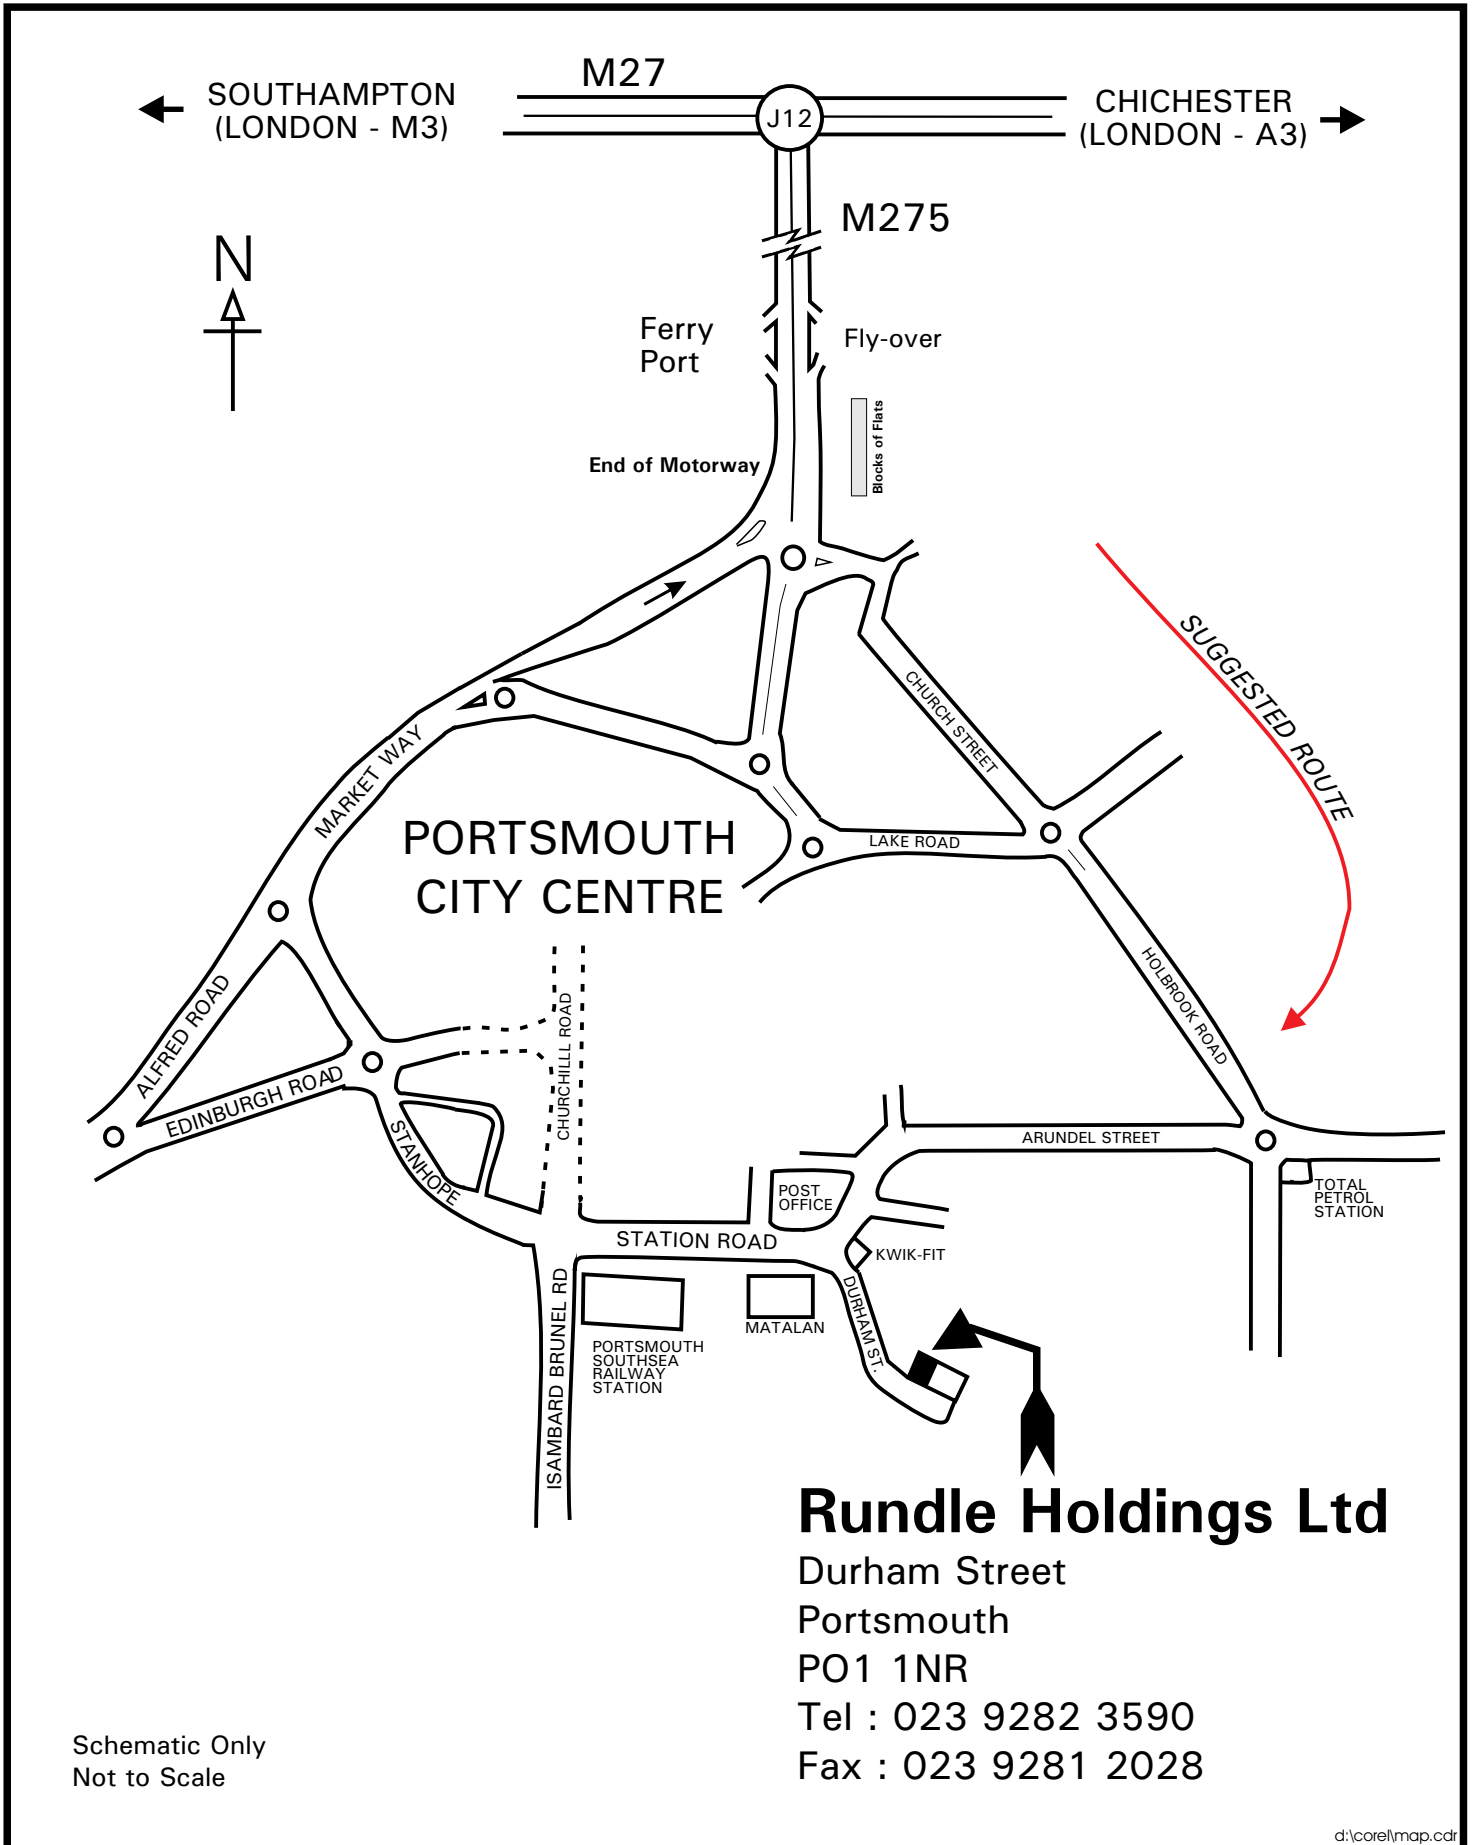 M27
SOUTHAMPTON
(LONDON - M3)
J12
CHICHESTER
(LONDON - A3)
M275
N
Ferry
Port
Fly-over
Blocks of Flats
End of Motorway
SUGGESTED ROUTE
CHURCH STREET
MARKET WAY
PORTSMOUTH
CITY CENTRE
LAKE ROAD
HOLBROOK ROAD
ALFRED ROAD
CHURCHILLL ROAD
EDINBURGH ROAD
STANHOPE
ARUNDEL STREET
POST
OFFICE
TOTAL
PETROL
STATION
STATION ROAD
KWIK-FIT
ISAMBARD BRUNEL RD
DURHAM ST.
MATALAN
PORTSMOUTH
SOUTHSEA
RAILWAY
STATION
Rundle Holdings Ltd
Durham Street
Portsmouth
PO1 1NR
Tel : 023 9282 3590
Fax : 023 9281 2028
Schematic Only
Not to Scale
d:\corel\map.cdr